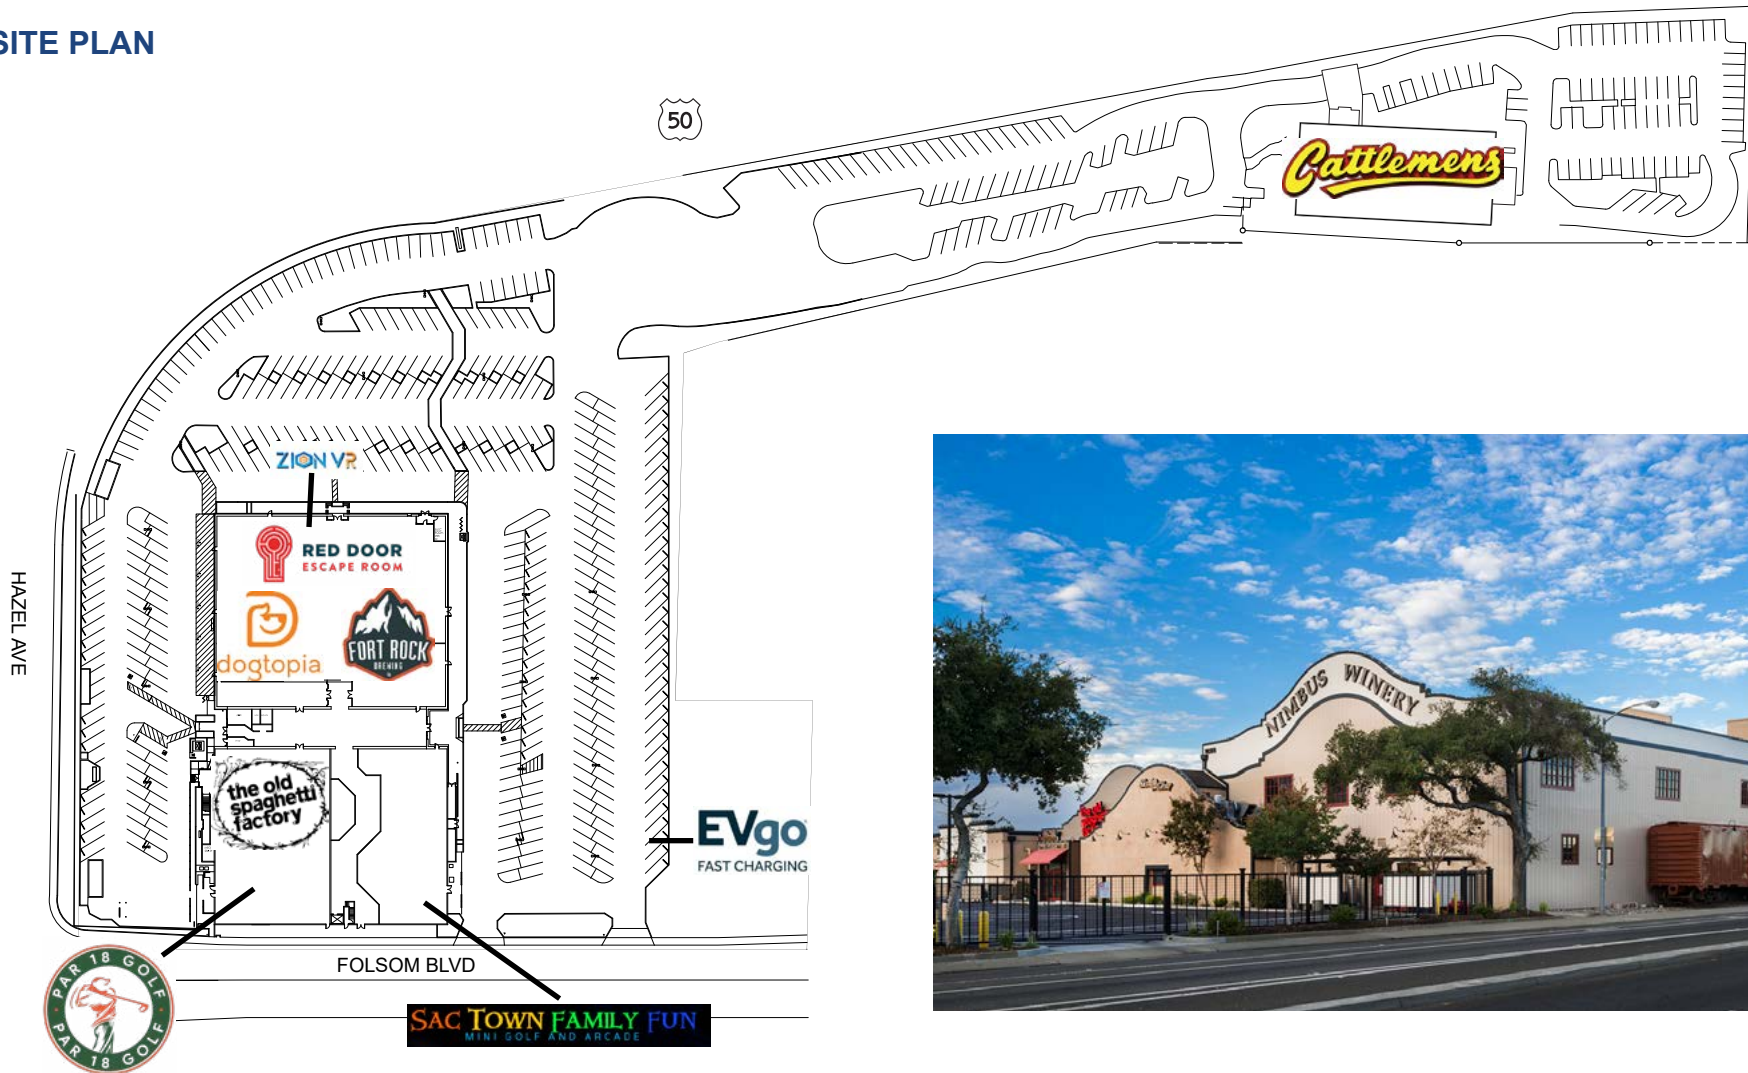 SITE PLAN
50
Cattlemens
ZION VR
RED DOOR
ESCAPE ROOM
dogtopia
FORT ROCK
BREWING
HAZEL AVE
the old
spaghetti
factory
EVgo
FAST CHARGING
NIMBUS WINERY
FOLSOM BLVD
PAR 18 GOLF
PAR 18 GOLF
SAC TOWN FAMILY FUN
MINI GOLF AND ARCADE